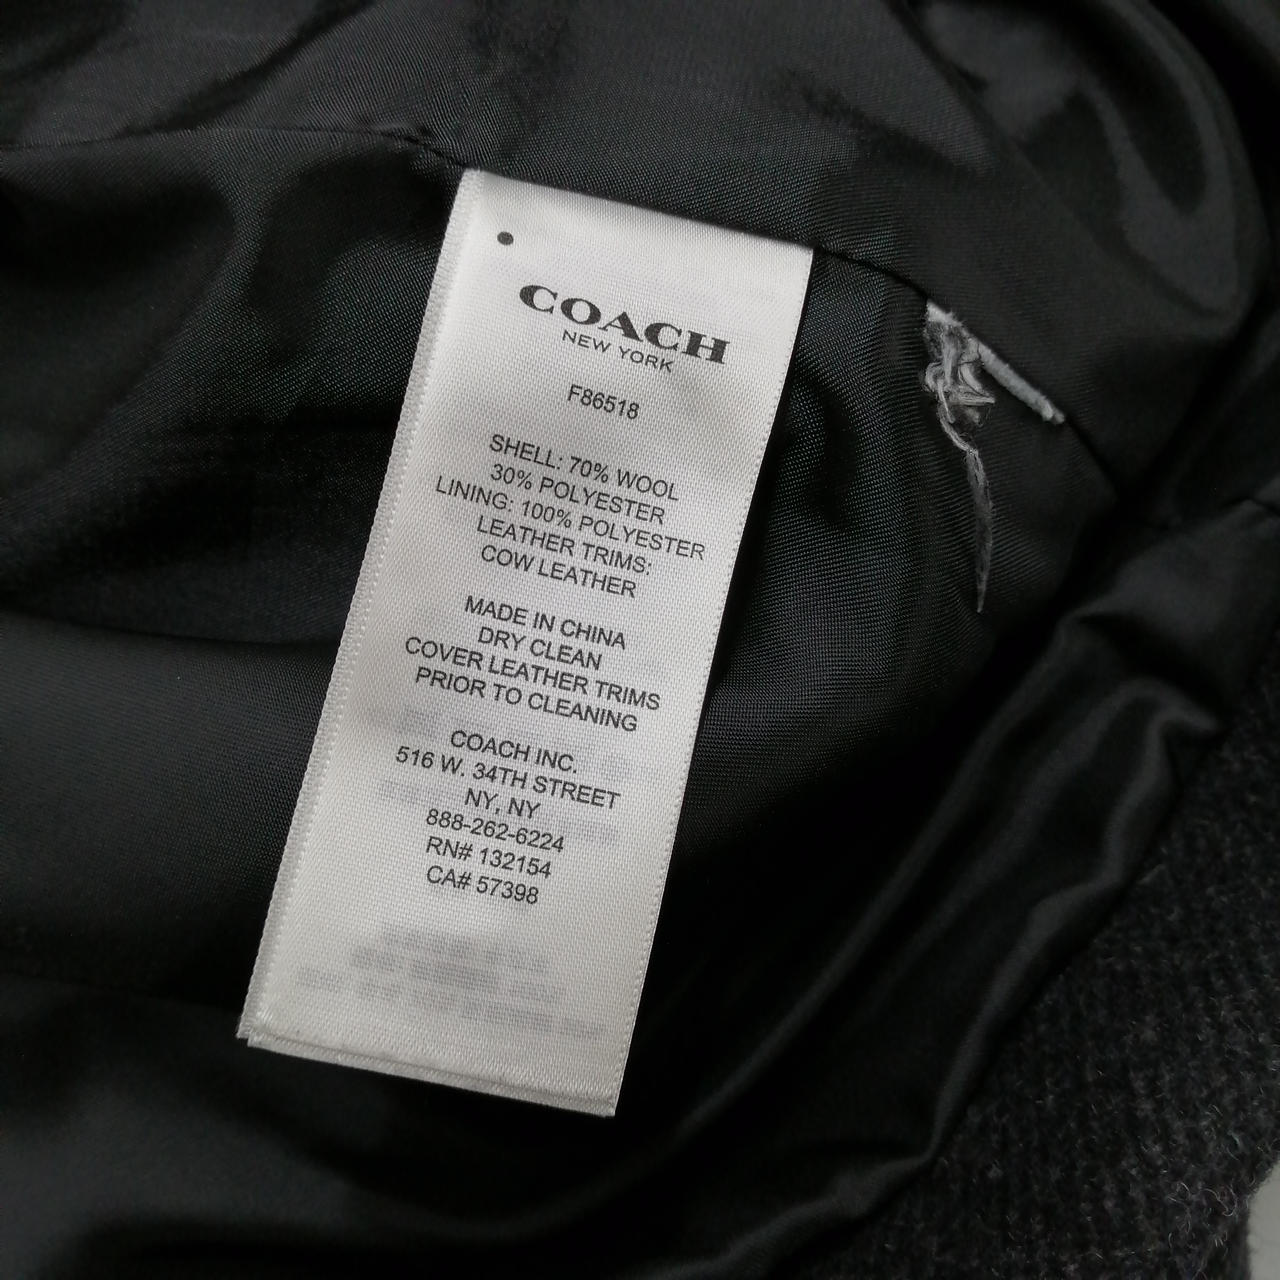 COACH
NEW YORK
F86518
SHELL: 70% WOOL
30% POLYESTER
LINING: 100% POLYESTER
LEATHER TRIMS:
COW LEATHER
MADE IN CHINA
DRY CLEAN
COVER LEATHER TRIMS
PRIOR TO CLEANING
COACH INC.
516 W. 34TH STREET
NY, NY
888-262-6224
RN# 132154
CA# 57398